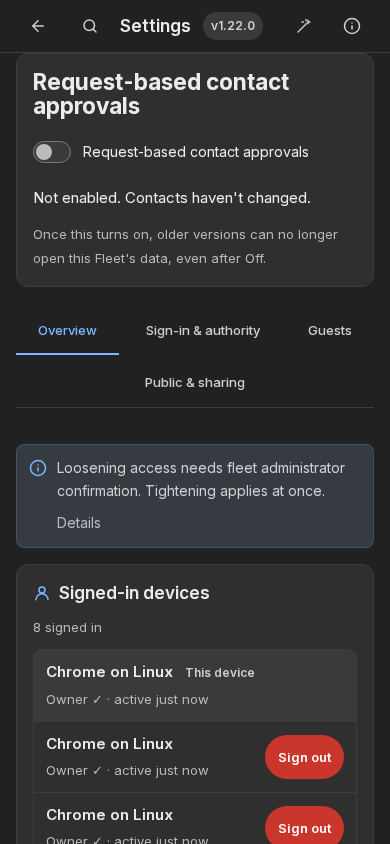 Settings v1.22.0
Request-based contact
approvals
Request-based contact approvals
Not enabled. Contacts haven't changed.
Once this turns on, older versions can no longer
open this Fleet's data, even after Off.
Overview
Sign-in & authority
Guests
Public & sharing
Loosening access needs fleet administrator
confirmation. Tightening applies at once.
Details
Signed-in devices
8 signed in
Chrome on Linux This device
Owner ✓ · active just now
Chrome on Linux
Owner ✓ · active just now
Sign out
Chrome on Linux
Owner ✓ · active just now
Sign out